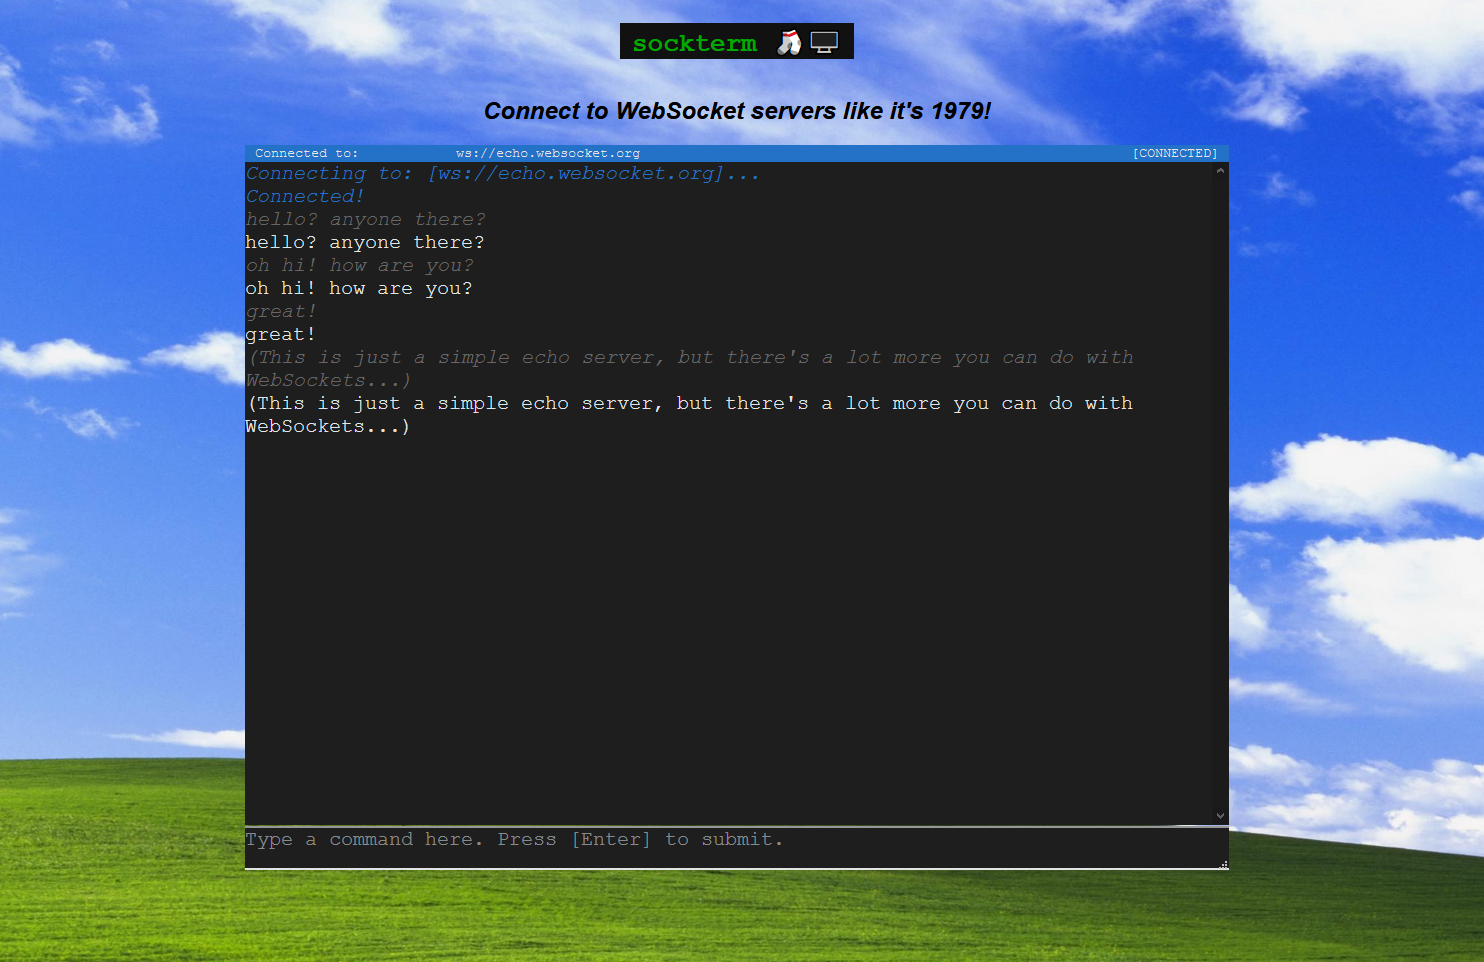 sockterm 🧦🖥️
Connect to WebSocket servers like it's 1979!
Connected to: ws://echo.websocket.org [CONNECTED]
Connecting to: [ws://echo.websocket.org]...
Connected!
hello? anyone there?
hello? anyone there?
oh hi! how are you?
oh hi! how are you?
great!
great!
(This is just a simple echo server, but there's a lot more you can do with
WebSockets...)
(This is just a simple echo server, but there's a lot more you can do with
WebSockets...)
Type a command here. Press [Enter] to submit.